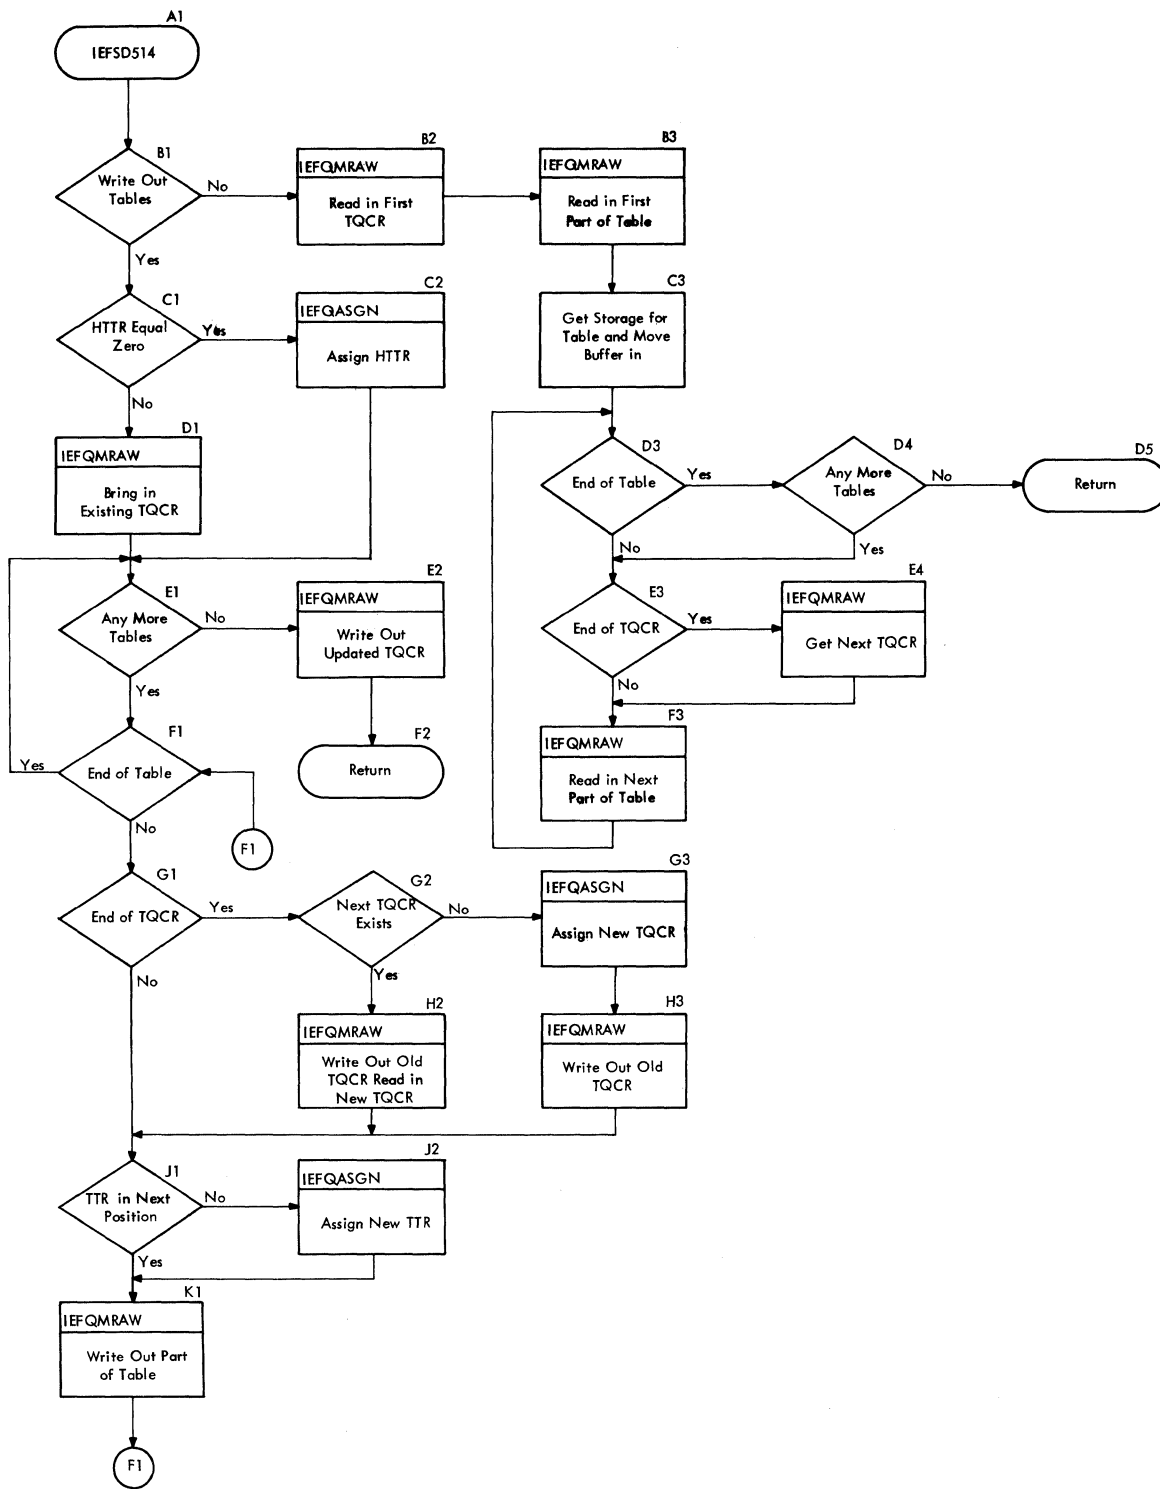 A1
IEFSD514
B1
Write Out
Tables
No
Yes
B2
IEFQMRAW
Read in First
TQCR
B3
IEFQMRAW
Read in First
Part of Table
C1
HTTR Equal
Zero
Yes
No
C2
IEFQASGN
Assign HTTR
C3
Get Storage for
Table and Move
Buffer in
D1
IEFQMRAW
Bring in
Existing TQCR
D3
End of Table
Yes
No
D4
Any More
Tables
No
Yes
D5
Return
E1
Any More
Tables
No
Yes
E2
IEFQMRAW
Write Out
Updated TQCR
E3
End of TQCR
Yes
No
E4
IEFQMRAW
Get Next TQCR
F1
End of Table
Yes
No
F1
F2
Return
F3
IEFQMRAW
Read in Next
Part of Table
G1
End of TQCR
Yes
No
G2
Next TQCR
Exists
No
Yes
G3
IEFQASGN
Assign New TQCR
H2
IEFQMRAW
Write Out Old
TQCR Read in
New TQCR
H3
IEFQMRAW
Write Out Old
TQCR
J1
TTR in Next
Position
No
Yes
J2
IEFQASGN
Assign New TTR
K1
IEFQMRAW
Write Out Part
of Table
F1